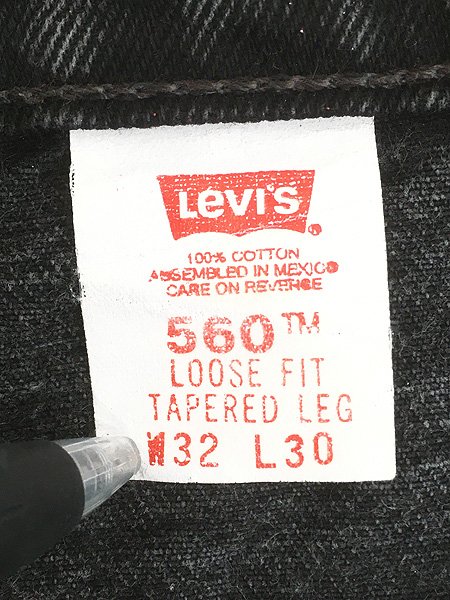 Levi's
100% COTTON
ASSEMBLED IN MEXICO
CARE ON REVERSE
560™
LOOSE FIT
TAPERED LEG
W32 L30